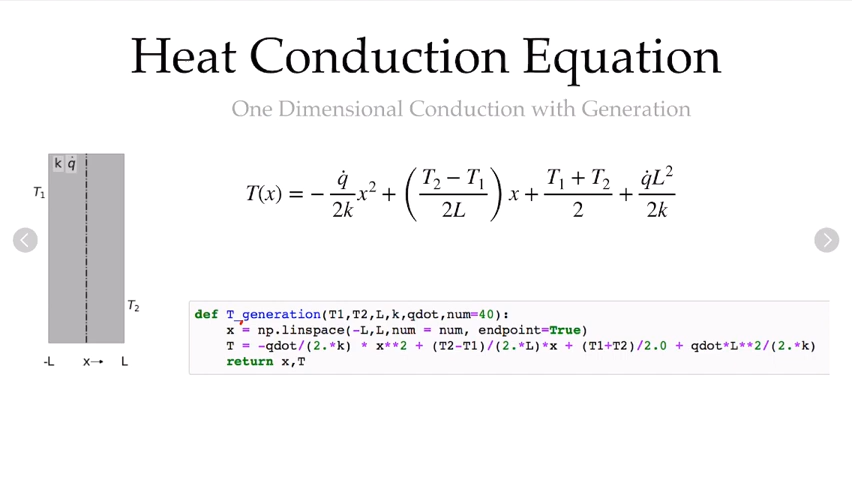 Heat Conduction Equation
One Dimensional Conduction with Generation
k q̇
T₁
T₂
-L x→ L
T(x) = − q̇/2k x² + ( T₂ − T₁ / 2L ) x + T₁ + T₂ / 2 + q̇L² / 2k
def T_generation(T1,T2,L,k,qdot,num=40):
    x = np.linspace(-L,L,num = num, endpoint=True)
    T = -qdot/(2.*k) * x**2 + (T2-T1)/(2.*L)*x + (T1+T2)/2.0 + qdot*L**2/(2.*k)
    return x,T